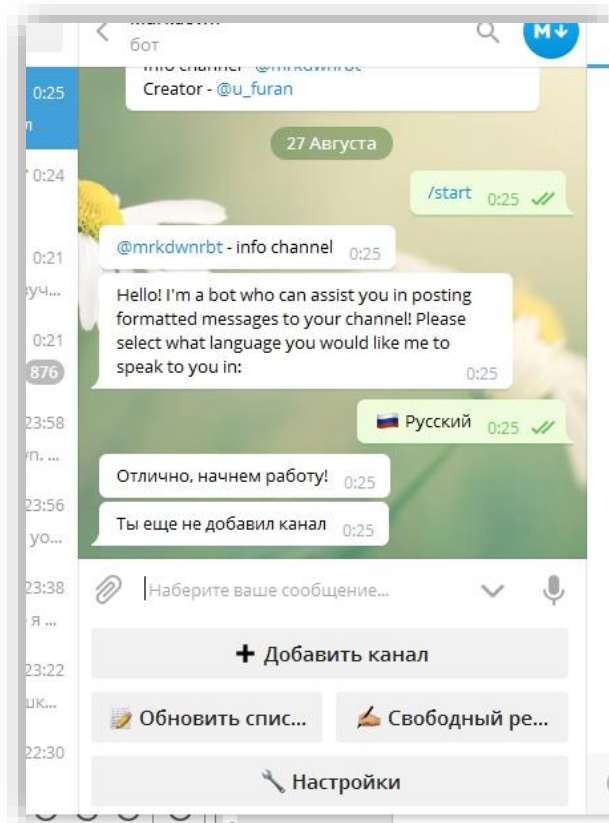 бот
M
Creator - @u_furan
27 Августа
/start 0:25
@mrkdwnrbt - info channel 0:25
Hello! I'm a bot who can assist you in posting
formatted messages to your channel! Please
select what language you would like me to
speak to you in: 0:25
Русский 0:25
Отлично, начнем работу! 0:25
Ты еще не добавил канал 0:25
Наберите ваше сообщение...
Добавить канал
Обновить спис...
Свободный ре...
Настройки
0:25
л
0:24
0:21
уч...
0:21
876
23:58
vn. ...
23:56
yo...
23:38
я ...
23:22
шк...
22:30